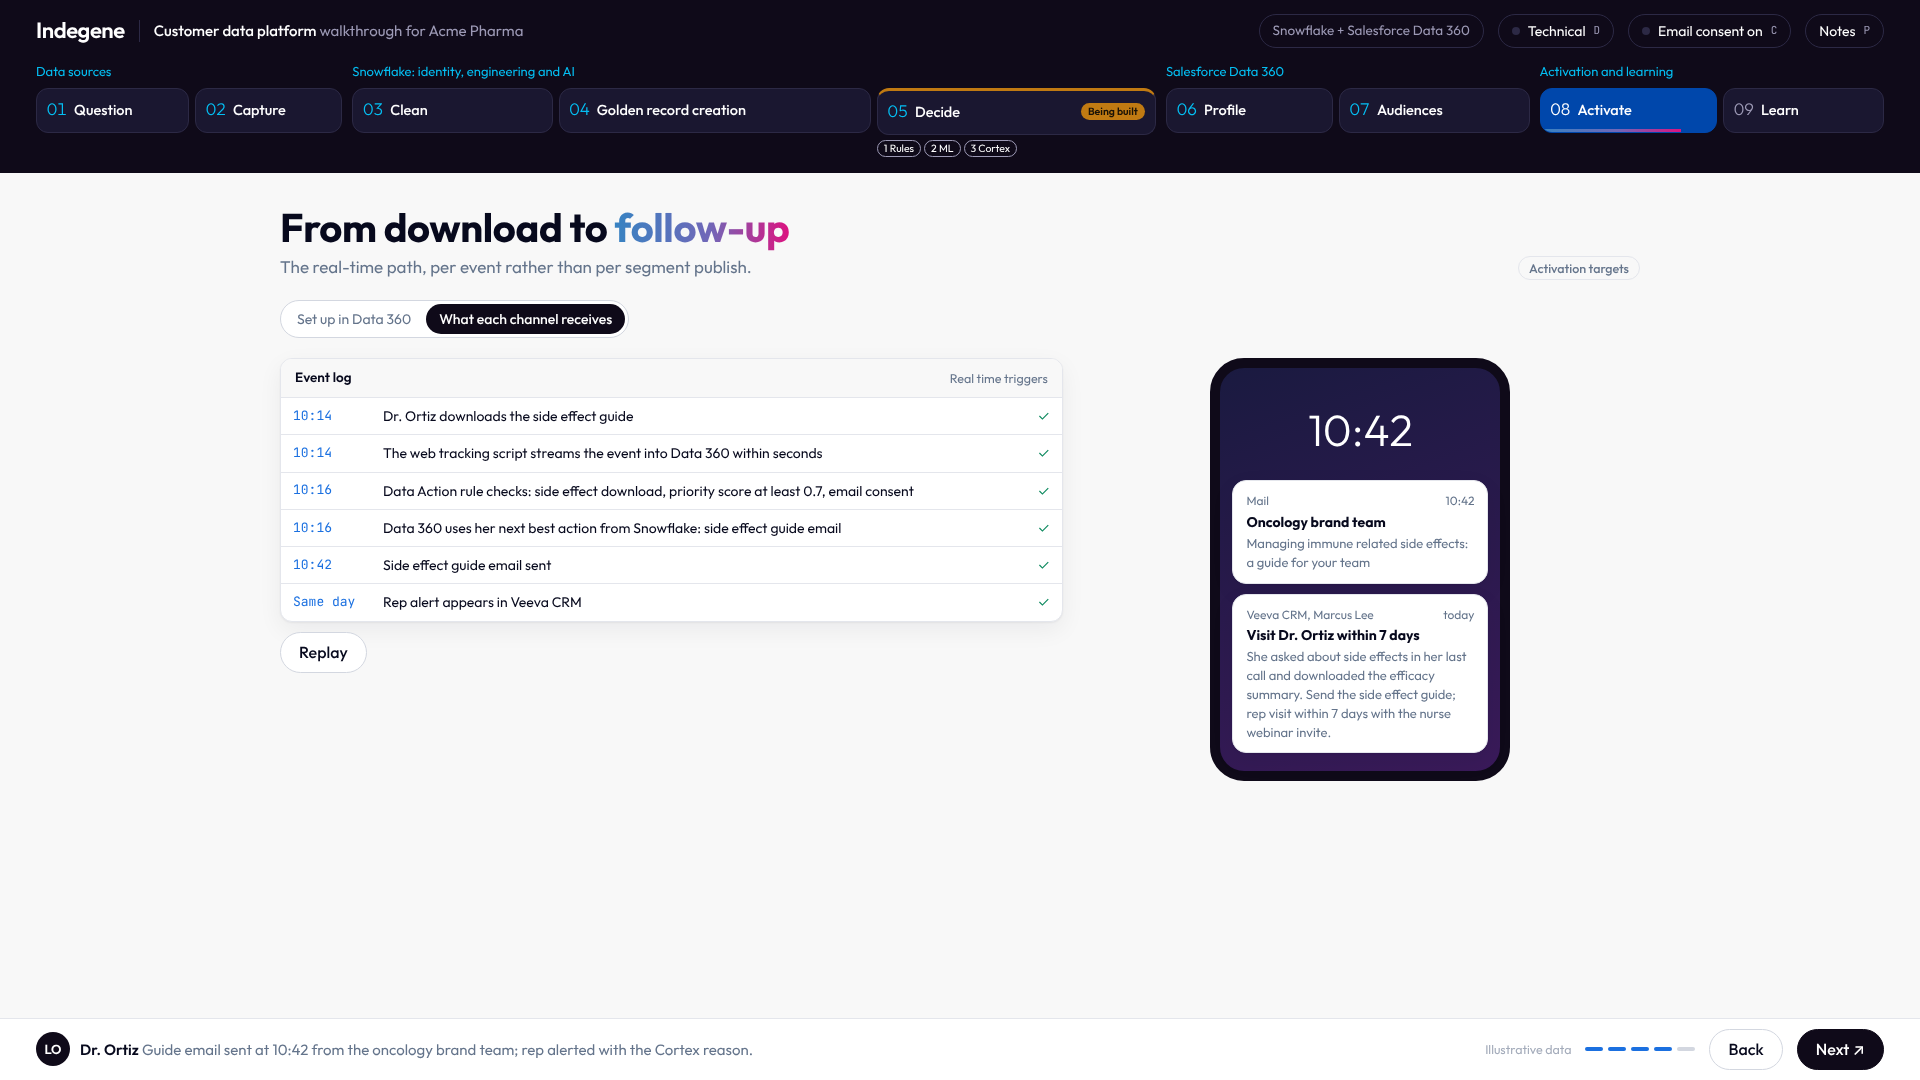 Indegene
Customer data platform walkthrough for Acme Pharma
Snowflake + Salesforce Data 360
Technical D
Email consent on C
Notes P
Data sources
Snowflake: identity, engineering and AI
Salesforce Data 360
Activation and learning
01 Question
02 Capture
03 Clean
04 Golden record creation
05 Decide
Being built
06 Profile
07 Audiences
08 Activate
09 Learn
1 Rules
2 ML
3 Cortex
From download to follow-up
The real-time path, per event rather than per segment publish.
Activation targets
Set up in Data 360
What each channel receives
Event log
Real time triggers
10:14 Dr. Ortiz downloads the side effect guide
10:14 The web tracking script streams the event into Data 360 within seconds
10:16 Data Action rule checks: side effect download, priority score at least 0.7, email consent
10:16 Data 360 uses her next best action from Snowflake: side effect guide email
10:42 Side effect guide email sent
Same day Rep alert appears in Veeva CRM
Replay
10:42
Mail 10:42
Oncology brand team
Managing immune related side effects:
a guide for your team
Veeva CRM, Marcus Lee today
Visit Dr. Ortiz within 7 days
She asked about side effects in her last
call and downloaded the efficacy
summary. Send the side effect guide;
rep visit within 7 days with the nurse
webinar invite.
LO
Dr. Ortiz Guide email sent at 10:42 from the oncology brand team; rep alerted with the Cortex reason.
Illustrative data
Back
Next